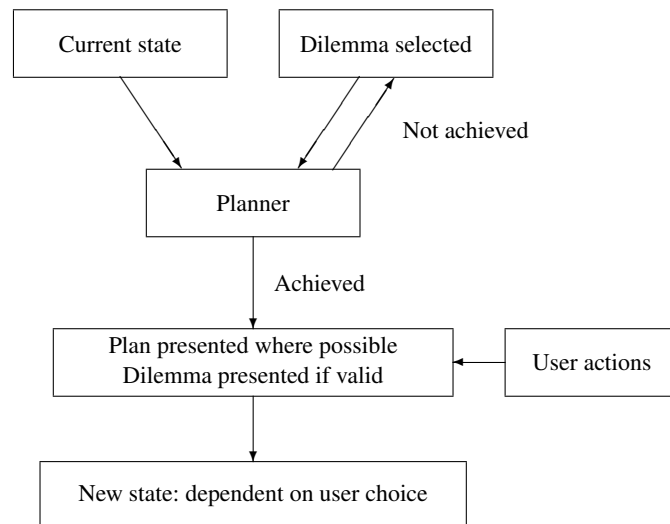 Current state
Dilemma selected
Not achieved
Planner
Achieved
Plan presented where possible
Dilemma presented if valid
User actions
New state: dependent on user choice